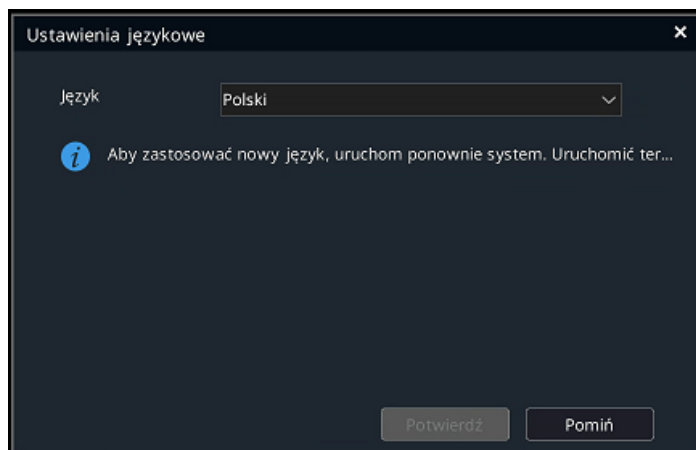 Ustawienia językowe
Język
Polski
Aby zastosować nowy język, uruchom ponownie system. Uruchomić ter...
Potwierdź
Pomiń